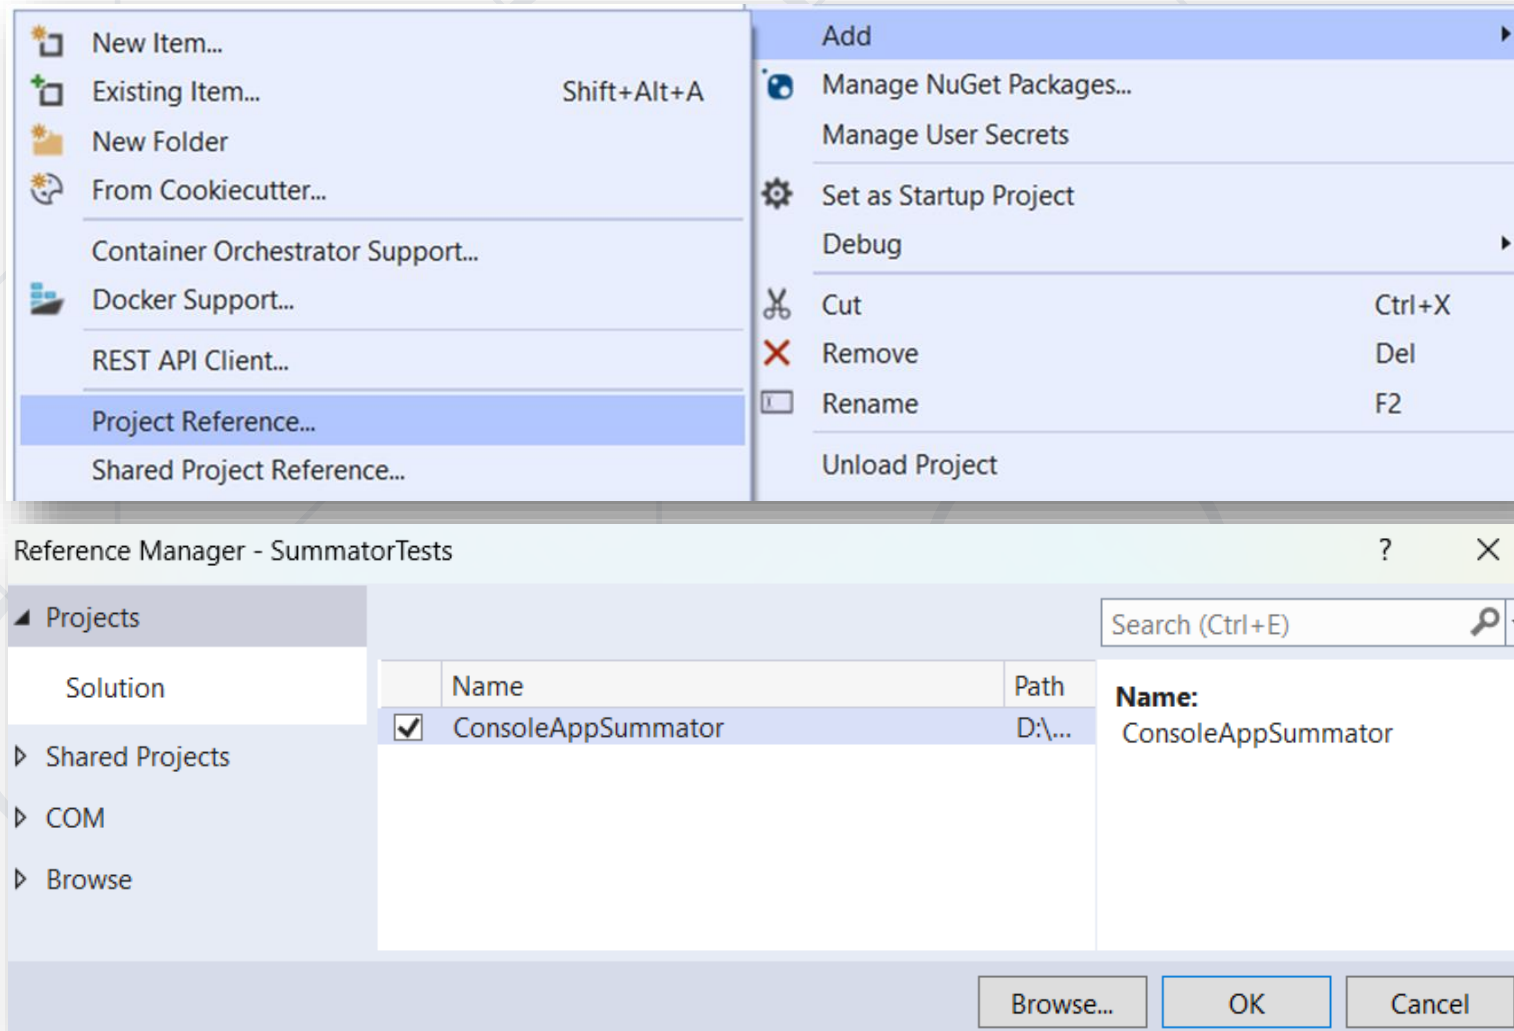 New Item...
Existing Item... Shift+Alt+A
New Folder
From Cookiecutter...
Container Orchestrator Support...
Docker Support...
REST API Client...
Project Reference...
Shared Project Reference...
Add
Manage NuGet Packages...
Manage User Secrets
Set as Startup Project
Debug
Cut Ctrl+X
Remove Del
Rename F2
Unload Project
Reference Manager - SummatorTests ?
Projects
Solution
Shared Projects
COM
Browse
Search (Ctrl+E)
Name Path
ConsoleAppSummator D:\...
Name:
ConsoleAppSummator
Browse... OK Cancel